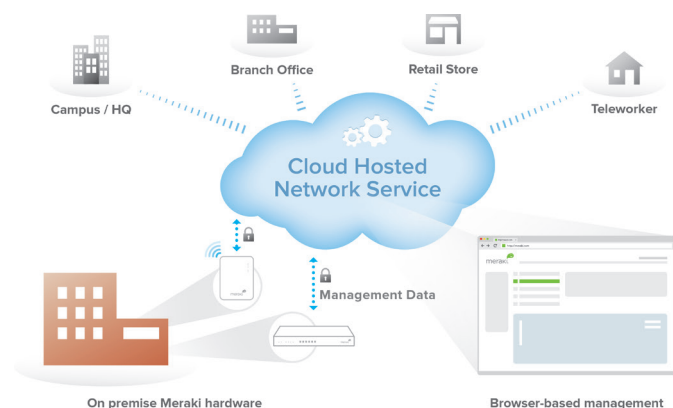 Branch Office
Retail Store
Campus / HQ
Teleworker
Cloud Hosted
Network Service
meraki
Management Data
meraki
On premise Meraki hardware
Browser-based management